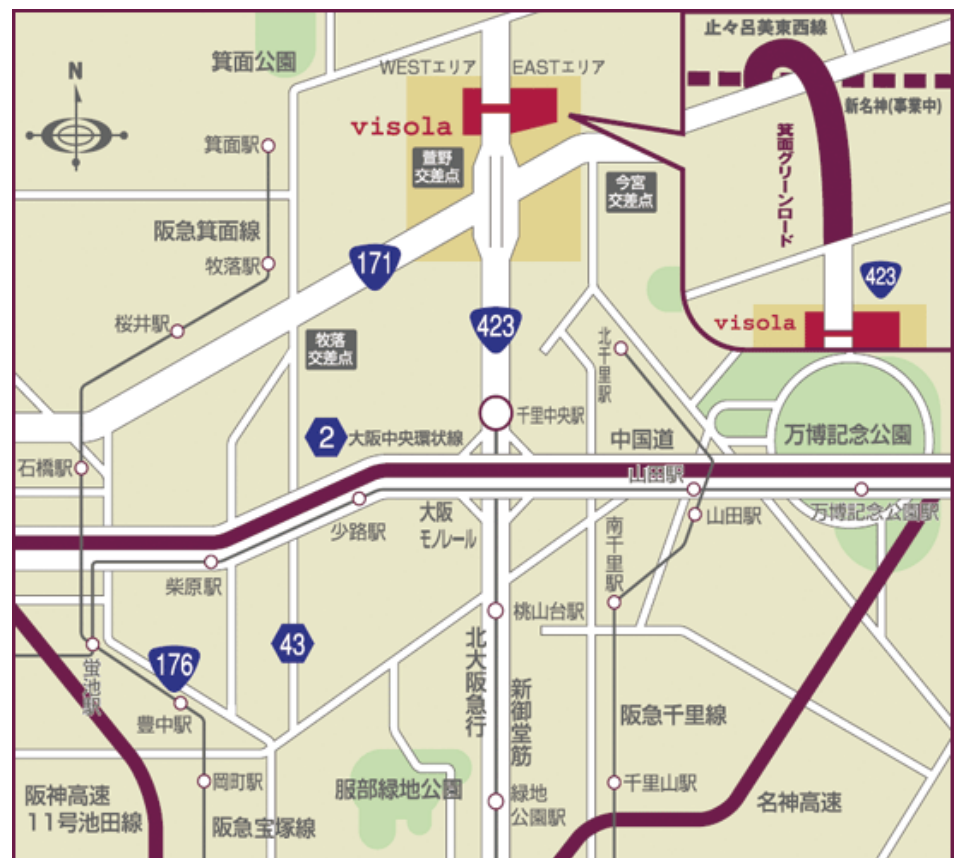 止々呂美東西線
箕面公園
WESTエリア
EASTエリア
N
新名神(事業中)
visola
箕面グリーンロード
箕面駅
萱野
交差点
今宮
交差点
阪急箕面線
171
牧落駅
423
423
visola
桜井駅
牧落
交差点
北千里駅
千里中央駅
2
大阪中央環状線
中国道
万博記念公園
石橋駅
山田駅
少路駅
大阪
モノレール
南千里駅
山田駅
万博記念公園駅
柴原駅
桃山台駅
43
176
蛍池駅
北大阪急行
新御堂筋
豊中駅
阪急千里線
岡町駅
服部緑地公園
緑地
公園駅
千里山駅
名神高速
阪神高速
11号池田線
阪急宝塚線